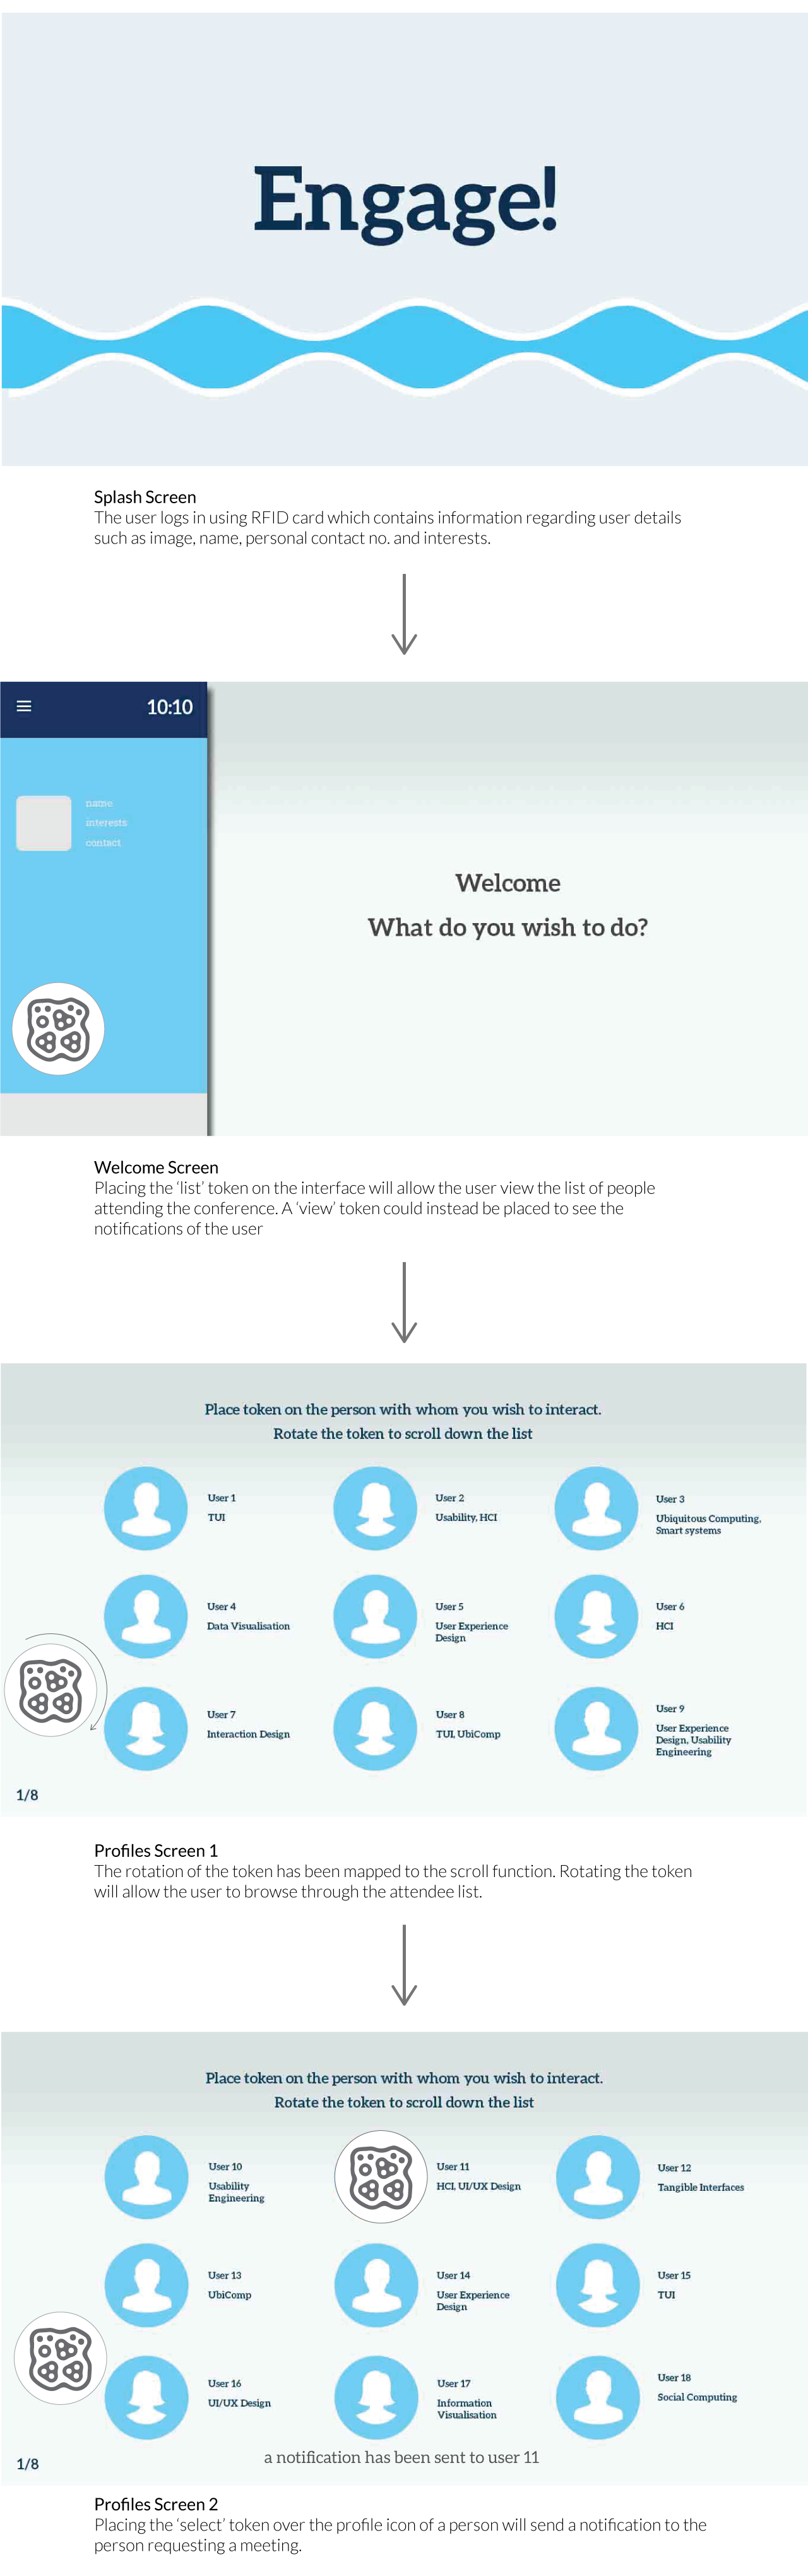 Engage!
Splash Screen
The user logs in using RFID card which contains information regarding user details
such as image, name, personal contact no. and interests.
10:10
name
interests
contact
Welcome
What do you wish to do?
Welcome Screen
Placing the ‘list’ token on the interface will allow the user view the list of people
attending the conference. A ‘view’ token could instead be placed to see the
notifications of the user
Place token on the person with whom you wish to interact.
Rotate the token to scroll down the list
User 1
TUI
User 2
Usability, HCI
User 3
Ubiquitous Computing,
Smart systems
User 4
Data Visualisation
User 5
User Experience
Design
User 6
HCI
User 7
Interaction Design
User 8
TUI, UbiComp
User 9
User Experience
Design, Usability
Engineering
1/8
Profiles Screen 1
The rotation of the token has been mapped to the scroll function. Rotating the token
will allow the user to browse through the attendee list.
Place token on the person with whom you wish to interact.
Rotate the token to scroll down the list
User 10
Usability
Engineering
User 11
HCI, UI/UX Design
User 12
Tangible Interfaces
User 13
UbiComp
User 14
User Experience
Design
User 15
TUI
User 16
UI/UX Design
User 17
Information
Visualisation
User 18
Social Computing
a notification has been sent to user 11
1/8
Profiles Screen 2
Placing the ‘select’ token over the profile icon of a person will send a notification to the
person requesting a meeting.